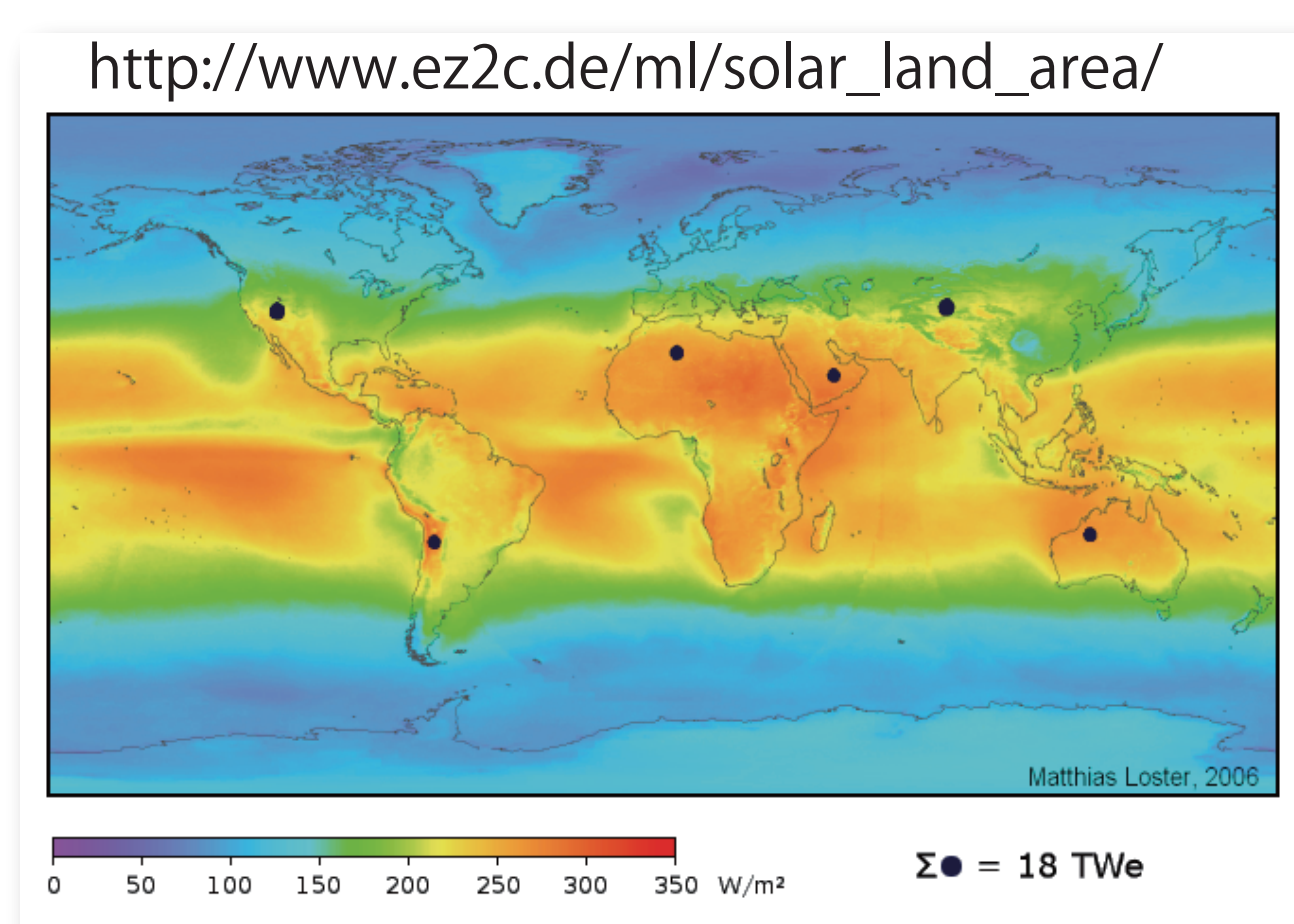 http://www.ez2c.de/ml/solar_land_area/
Matthias Loster, 2006
0 50 100 150 200 250 300 350 W/m²
Σ● = 18 TWe